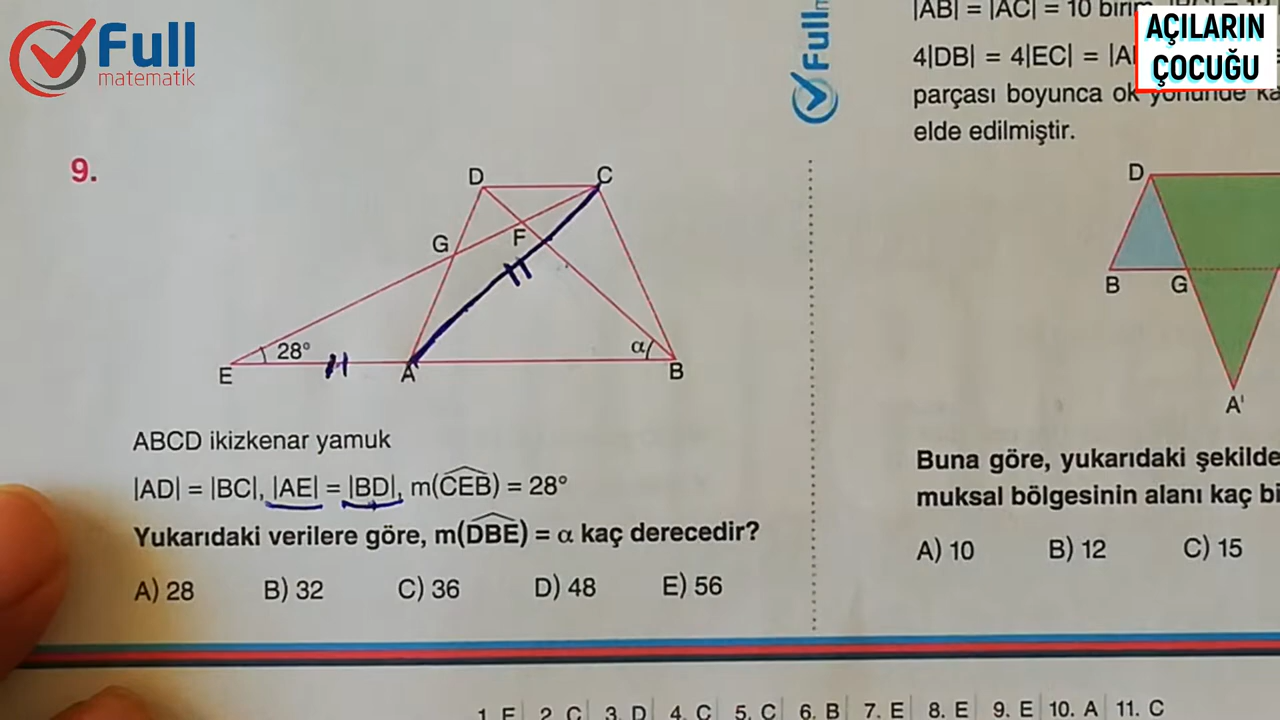 Full
matematik
AÇILARIN
ÇOCUĞU
Full
|AB| = |AC| = 10
4|DB| = 4|EC| =
parçası boyunca ok yönünde
elde edilmiştir.
9.
D
C
G
F
28°
α
E
A
B
D
B
G
A'
ABCD ikizkenar yamuk
|AD| = |BC|, |AE| = |BD|, m(CEB) = 28°
Yukarıdaki verilere göre, m(DBE) = α kaç derecedir?
A) 28 B) 32 C) 36 D) 48 E) 56
Buna göre, yukarıdaki şekilde
muksal bölgesinin alanı kaç
A) 10 B) 12 C) 15
1. E 2. C 3. D 4. C 5. C 6. B 7. E 8. E 9. E 10. A 11. C